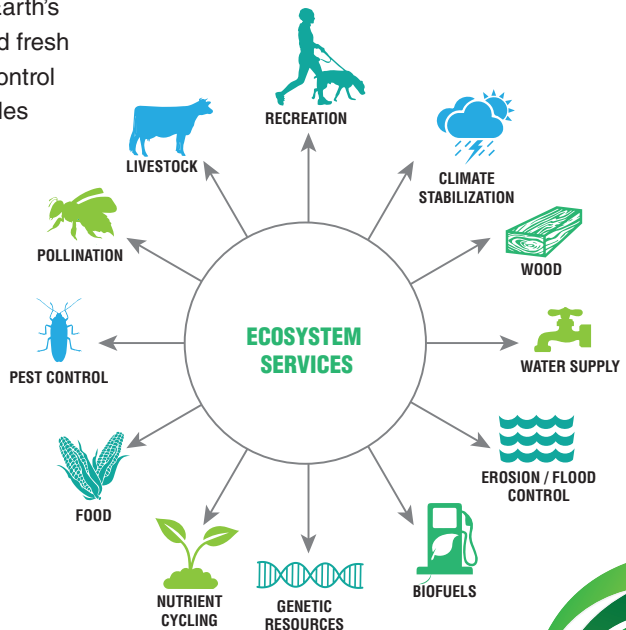 Earth's
d fresh
ontrol
les
RECREATION
LIVESTOCK
CLIMATE
STABILIZATION
POLLINATION
WOOD
ECOSYSTEM
SERVICES
PEST CONTROL
WATER SUPPLY
FOOD
EROSION / FLOOD
CONTROL
NUTRIENT
CYCLING
GENETIC
RESOURCES
BIOFUELS